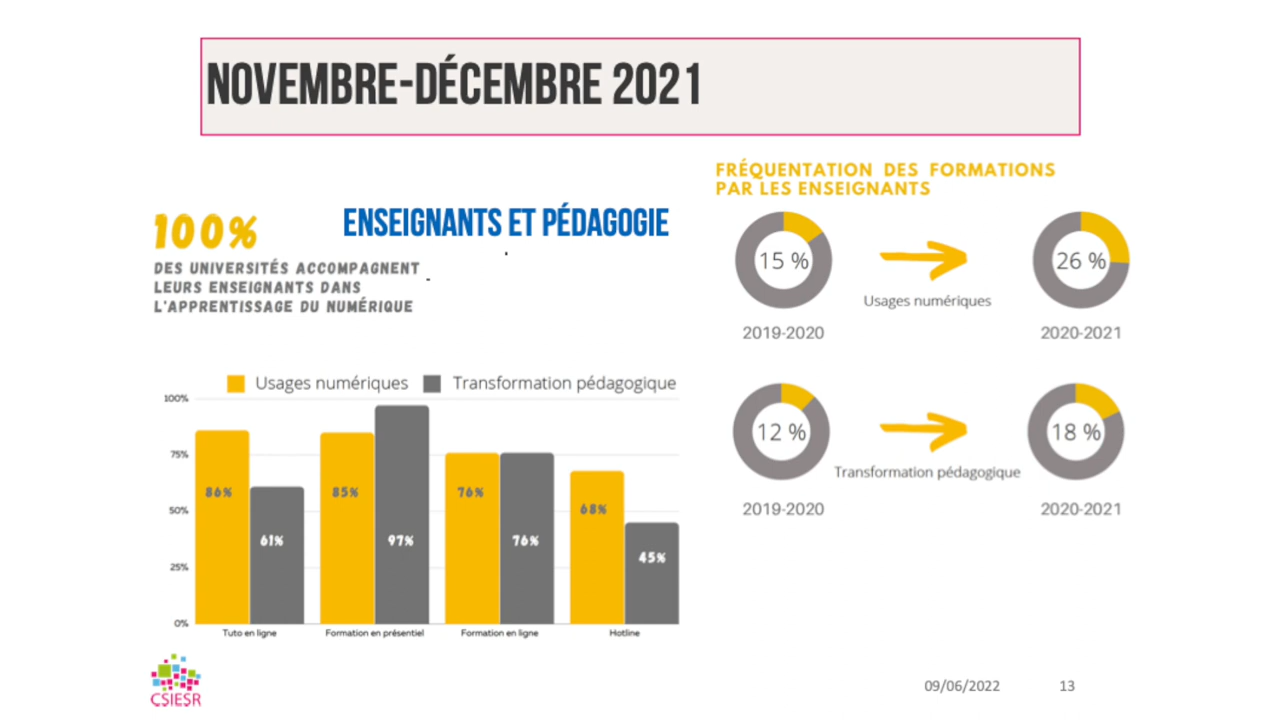 NOVEMBRE-DÉCEMBRE 2021
100%
DES UNIVERSITÉS ACCOMPAGNENT
LEURS ENSEIGNANTS DANS
L'APPRENTISSAGE DU NUMÉRIQUE
ENSEIGNANTS ET PÉDAGOGIE
Usages numériques
Transformation pédagogique
100%
75%
50%
25%
0%
86%
61%
85%
97%
76%
76%
68%
45%
Tuto en ligne
Formation en présentiel
Formation en ligne
Hotline
FRÉQUENTATION DES FORMATIONS
PAR LES ENSEIGNANTS
15 %
26 %
Usages numériques
2019-2020
2020-2021
12 %
18 %
Transformation pédagogique
2019-2020
2020-2021
CSIESR
09/06/2022
13